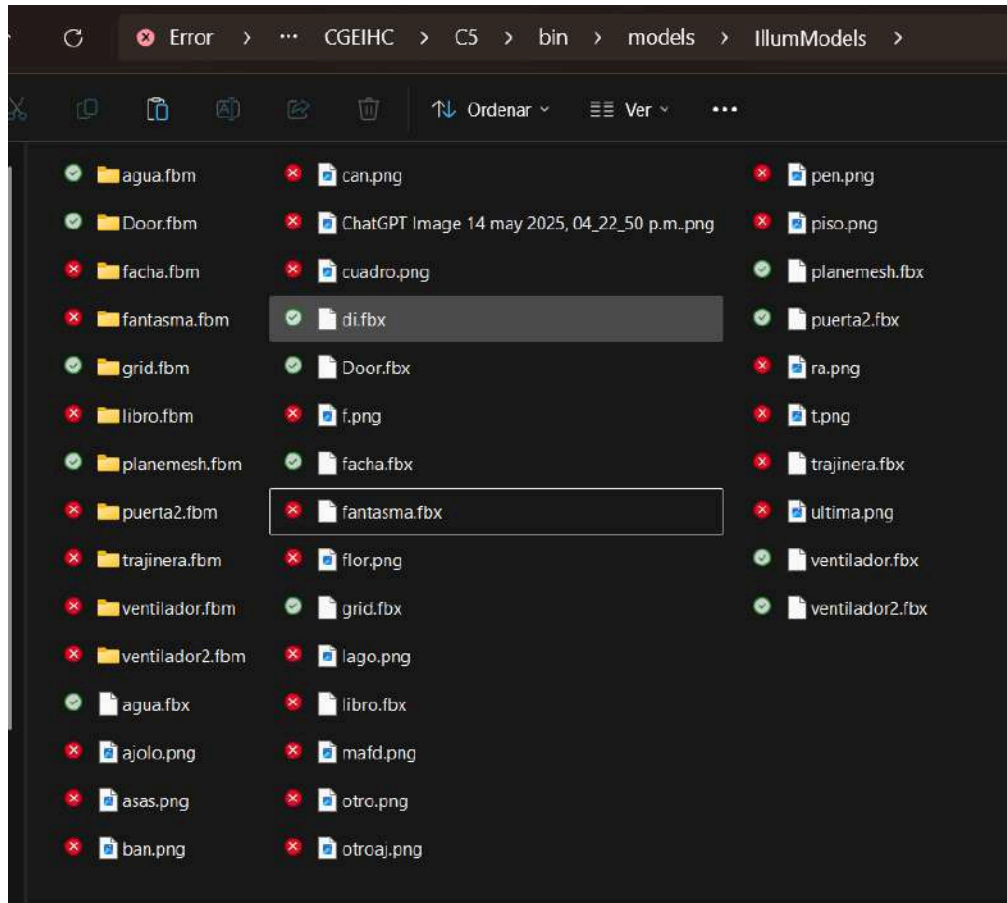 Error > ... CGEIHC > C5 > bin > models > IllumModels >
Ordenar Ver ...
agua.fbm
Door.fbm
facha.fbm
fantasma.fbm
grid.fbm
libro.fbm
planemesh.fbm
puerta2.fbm
trajinera.fbm
ventilador.fbm
ventilador2.fbm
agua.fbx
ajolo.png
asas.png
ban.png
can.png
ChatGPT Image 14 may 2025, 04_22_50 p.m..png
cuadro.png
di.fbx
Door.fbx
f.png
facha.fbx
fantasma.fbx
flor.png
grid.fbx
lago.png
libro.fbx
mafd.png
otro.png
otroaj.png
pen.png
piso.png
planemesh.fbx
puerta2.fbx
ra.png
t.png
trajinera.fbx
ultima.png
ventilador.fbx
ventilador2.fbx